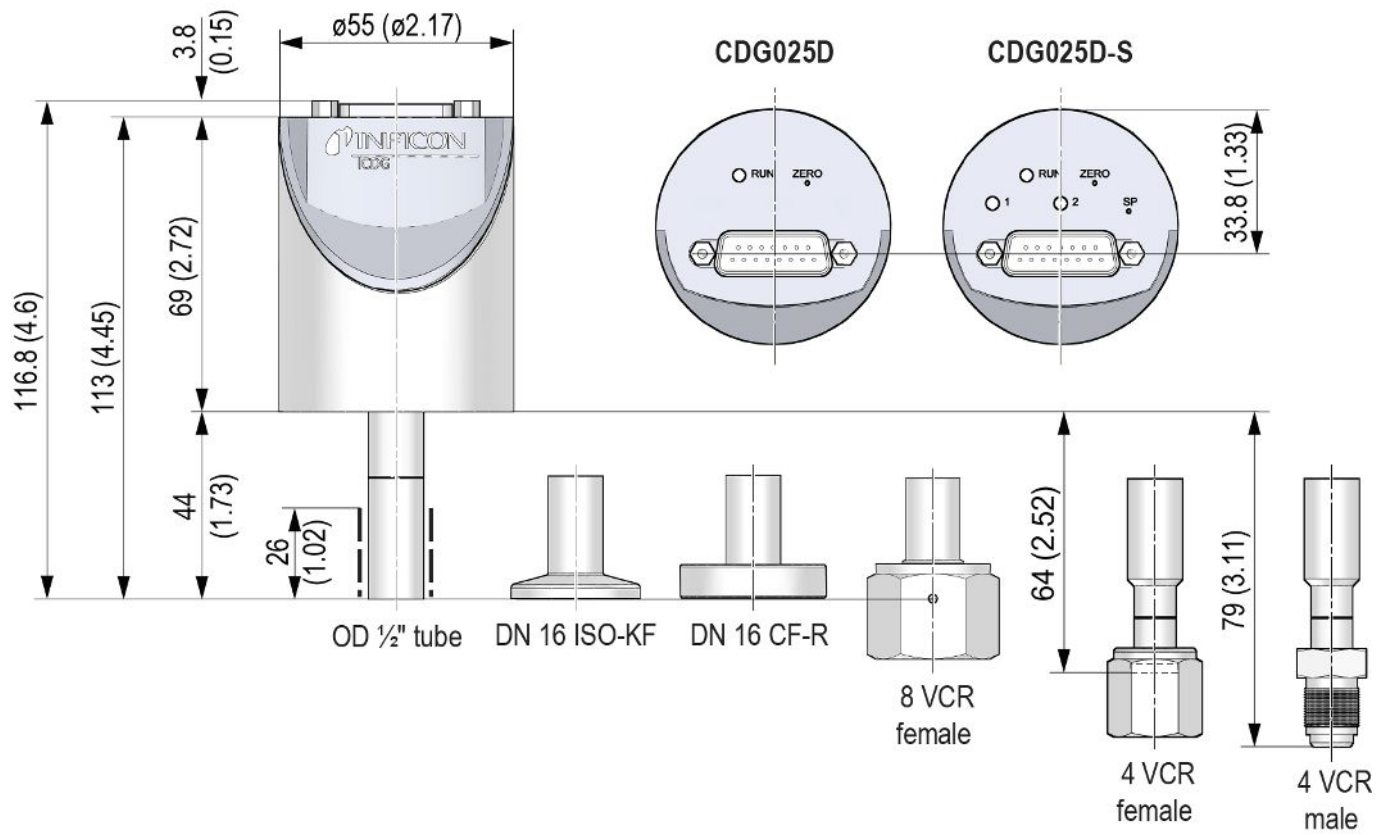 3.8
(0.15)
ø55 (ø2.17)
CDG025D
CDG025D-S
INFICON
CDG
RUN
ZERO
RUN
ZERO
1
2
SP
33.8 (1.33)
116.8 (4.6)
113 (4.45)
69 (2.72)
44
(1.73)
26
(1.02)
64 (2.52)
79 (3.111)
OD ½" tube
DN 16 ISO-KF
DN 16 CF-R
8 VCR
female
4 VCR
female
4 VCR
male